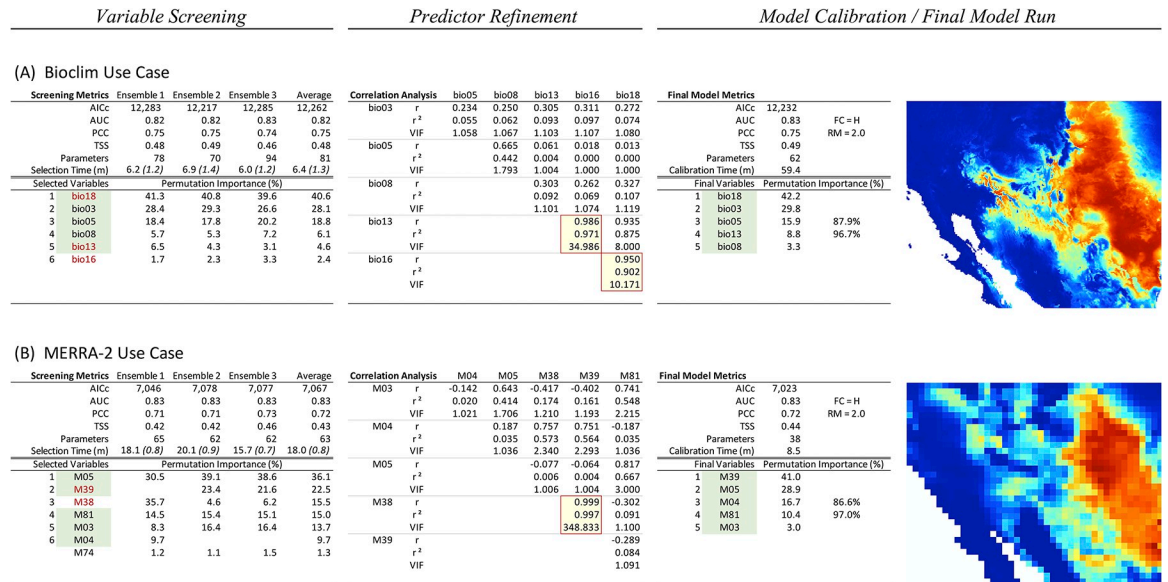 Variable Screening Predictor Refinement Model Calibration / Final Model Run
(A) Bioclim Use Case
Screening Metrics Ensemble 1 Ensemble 2 Ensemble 3 Average
AICc 12,283 12,217 12,285 12,262
AUC 0.82 0.82 0.83 0.82
PCC 0.75 0.75 0.74 0.75
TSS 0.48 0.49 0.46 0.48
Parameters 78 70 94 81
Selection Time (m) 6.2 (1.2) 6.9 (1.4) 6.0 (1.2) 6.4 (1.3)
Selected Variables Permutation Importance (%)
1 bio18 41.3 40.8 39.6 40.6
2 bio03 28.4 29.3 26.6 28.1
3 bio05 18.4 17.8 20.2 18.8
4 bio08 5.7 5.3 7.2 6.1
5 bio13 6.5 4.3 3.1 4.6
6 bio16 1.7 2.3 3.3 2.4
Correlation Analysis bio05 bio08 bio13 bio16 bio18
bio03 r 0.234 0.250 0.305 0.311 0.272
r² 0.055 0.062 0.093 0.097 0.074
VIF 1.058 1.067 1.103 1.107 1.080
bio05 r 0.665 0.061 0.018 0.013
r² 0.442 0.004 0.000 0.000
VIF 1.793 1.004 1.000 1.000
bio08 r 0.303 0.262 0.327
r² 0.092 0.069 0.107
VIF 1.101 1.074 1.119
bio13 r 0.986 0.935
r² 0.971 0.875
VIF 34.986 8.000
bio16 r 0.950
r² 0.902
VIF 10.171
Final Model Metrics
AICc 12,232
AUC 0.83 FC = H
PCC 0.75 RM = 2.0
TSS 0.49
Parameters 62
Calibration Time (m) 59.4
Final Variables Permutation Importance (%)
1 bio18 42.2
2 bio03 29.8
3 bio05 15.9 87.9%
4 bio13 8.8 96.7%
5 bio08 3.3
(B) MERRA-2 Use Case
Screening Metrics Ensemble 1 Ensemble 2 Ensemble 3 Average
AICc 7,046 7,078 7,077 7,067
AUC 0.83 0.83 0.83 0.83
PCC 0.71 0.71 0.73 0.72
TSS 0.42 0.42 0.46 0.43
Parameters 65 62 62 63
Selection Time (m) 18.1 (0.8) 20.1 (0.9) 15.7 (0.7) 18.0 (0.8)
Selected Variables Permutation Importance (%)
1 M05 30.5 39.1 38.6 36.1
2 M39 23.4 21.6 22.5
3 M38 35.7 4.6 6.2 15.5
4 M81 14.5 15.4 15.1 15.0
5 M03 8.3 16.4 16.4 13.7
6 M04 9.7 9.7
M74 1.2 1.1 1.5 1.3
Correlation Analysis M04 M05 M38 M39 M81
M03 r -0.142 0.643 -0.417 -0.402 0.741
r² 0.020 0.414 0.174 0.161 0.548
VIF 1.021 1.706 1.210 1.193 2.215
M04 r 0.187 0.757 0.751 -0.187
r² 0.035 0.573 0.564 0.035
VIF 1.036 2.340 2.293 1.036
M05 r -0.077 -0.064 0.817
r² 0.006 0.004 0.667
VIF 1.006 1.004 3.000
M38 r 0.999 -0.302
r² 0.997 0.091
VIF 348.833 1.100
M39 r -0.289
r² 0.084
VIF 1.091
Final Model Metrics
AICc 7,023
AUC 0.83 FC = H
PCC 0.72 RM = 2.0
TSS 0.44
Parameters 38
Calibration Time (m) 8.5
Final Variables Permutation Importance (%)
1 M39 41.0
2 M05 28.9
3 M04 16.7 86.6%
4 M81 10.4 97.0%
5 M03 3.0